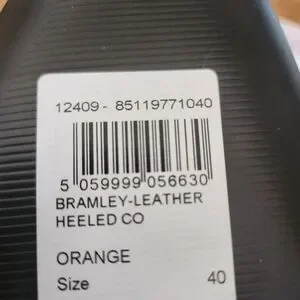 12409 - 85119771040
5 059999 056630
BRAMLEY-LEATHER
HEELED CO
ORANGE
Size 40